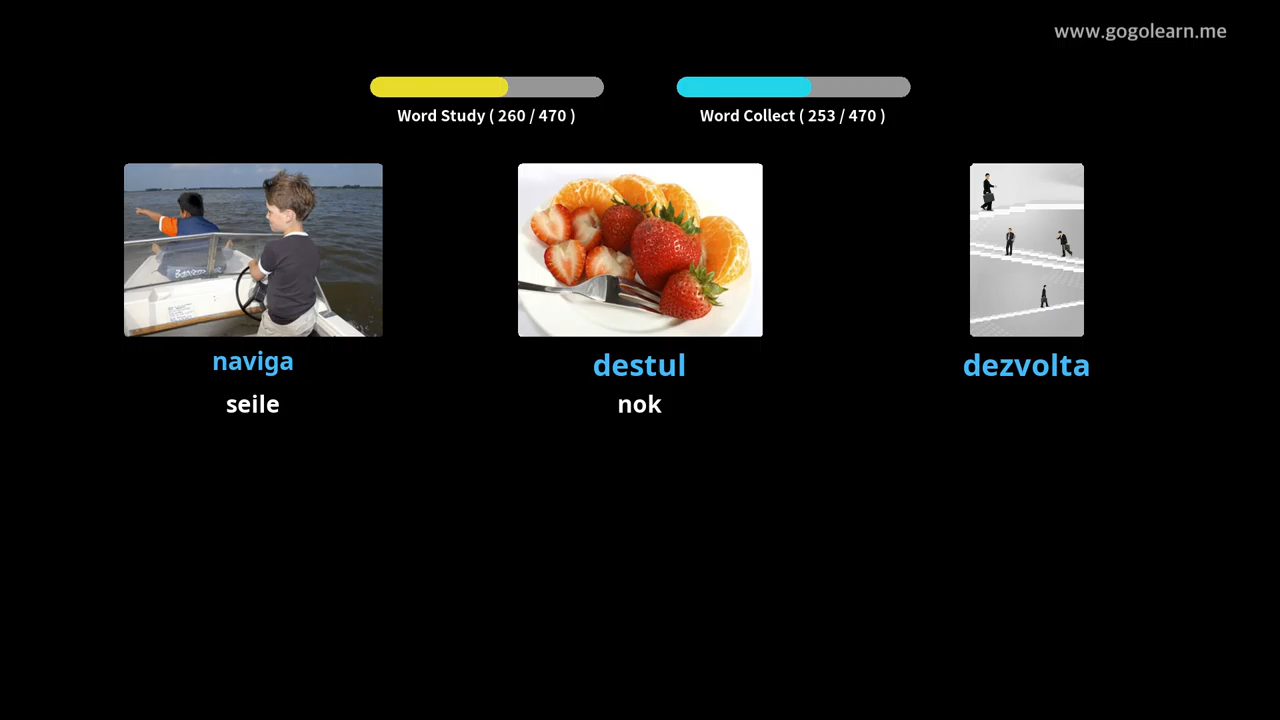 www.gogolearn.me
Word Study ( 260 / 470 )
Word Collect ( 253 / 470 )
naviga
destul
dezvolta
seile
nok